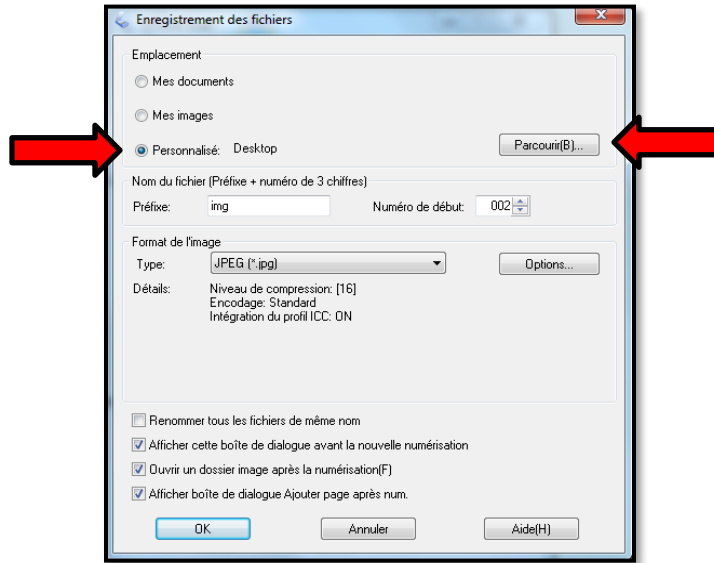 Enregistrement des fichiers
Emplacement
Mes documents
Mes images
Personnalisé: Desktop Parcourir(B)...
Nom du fichier (Préfixe + numéro de 3 chiffres)
Préfixe: img Numéro de début: 002
Format de l'image
Type: JPEG (*.jpg) Options...
Détails: Niveau de compression: [16]
Encodage: Standard
Intégration du profil ICC: ON
Renommer tous les fichiers de même nom
Afficher cette boîte de dialogue avant la nouvelle numérisation
Ouvrir un dossier image après la numérisation(F)
Afficher boîte de dialogue Ajouter page après num.
OK Annuler Aide(H)